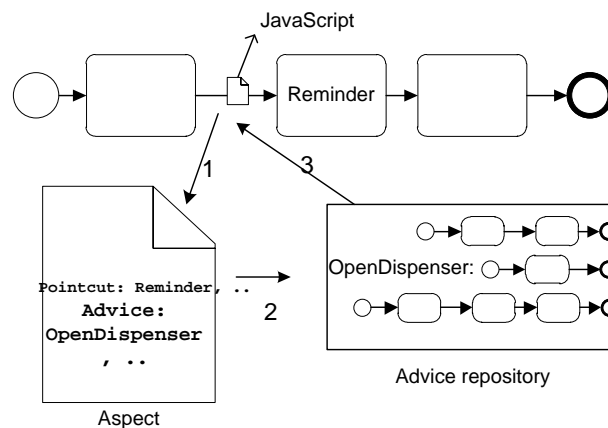 JavaScript
Reminder
1
3
Pointcut: Reminder, ..
Advice:
OpenDispenser
, ..
2
OpenDispenser:
Advice repository
Aspect